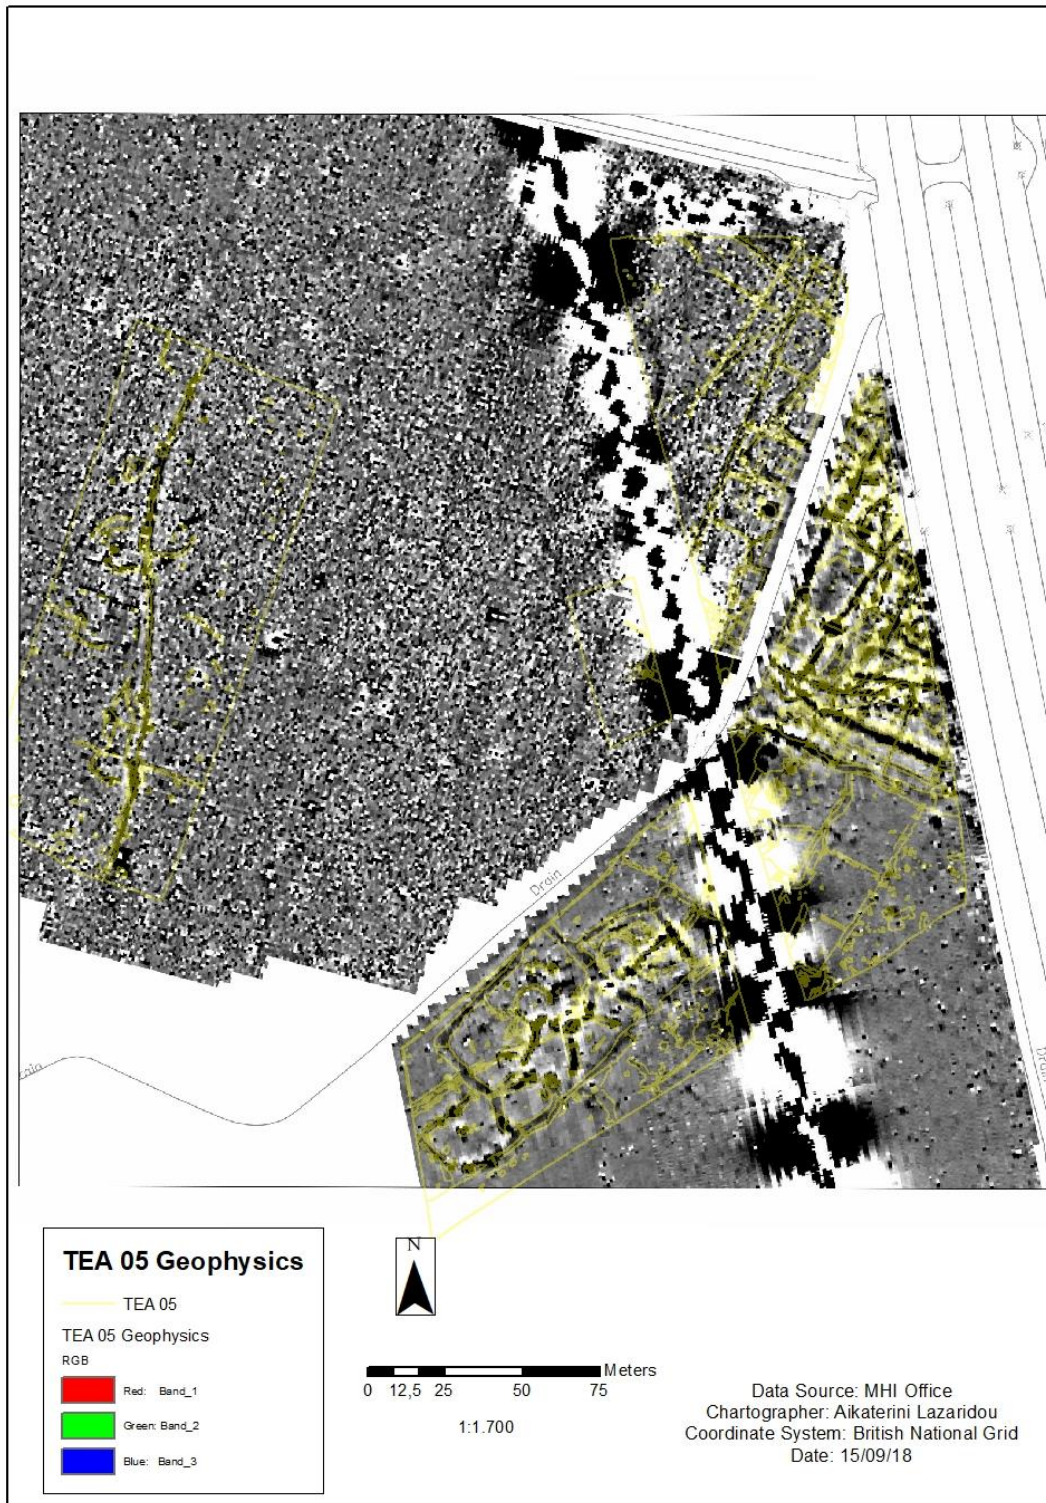 Drain
TEA 05 Geophysics
TEA 05
TEA 05 Geophysics
RGB
Red: Band_1
Green: Band_2
Blue: Band_3
N
Meters
0 12,5 25 50 75
1:1.700
Data Source: MHI Office
Chartographer: Aikaterini Lazaridou
Coordinate System: British National Grid
Date: 15/09/18